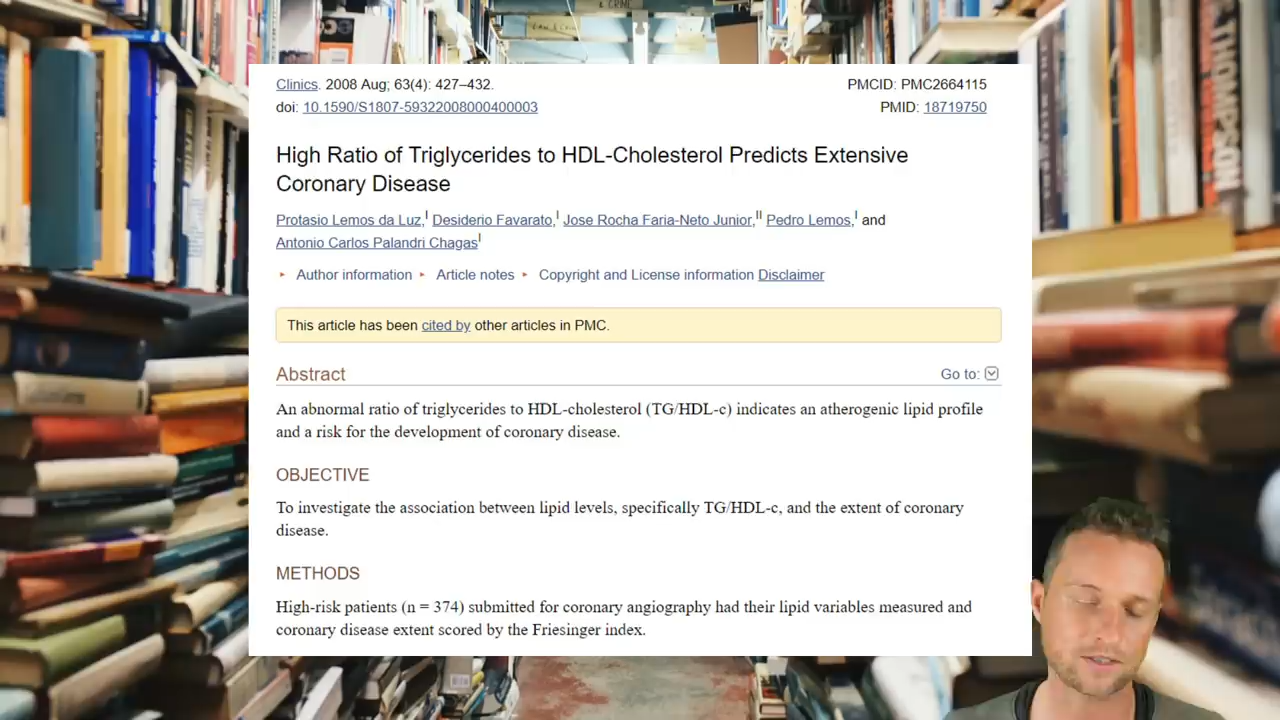 Clinics. 2008 Aug; 63(4): 427–432.
PMCID: PMC2664115
doi: 10.1590/S1807-59322008000400003
PMID: 18719750
High Ratio of Triglycerides to HDL-Cholesterol Predicts Extensive
Coronary Disease
Protasio Lemos da Luz,I Desiderio Favarato,I Jose Rocha Faria-Neto Junior,II Pedro Lemos,I and
Antonio Carlos Palandri ChagasI
▸ Author information ▸ Article notes ▸ Copyright and License information Disclaimer
This article has been cited by other articles in PMC.
Abstract
Go to:
An abnormal ratio of triglycerides to HDL-cholesterol (TG/HDL-c) indicates an atherogenic lipid profile
and a risk for the development of coronary disease.
OBJECTIVE
To investigate the association between lipid levels, specifically TG/HDL-c, and the extent of coronary
disease.
METHODS
High-risk patients (n = 374) submitted for coronary angiography had their lipid variables measured and
coronary disease extent scored by the Friesinger index.
THOMPSON